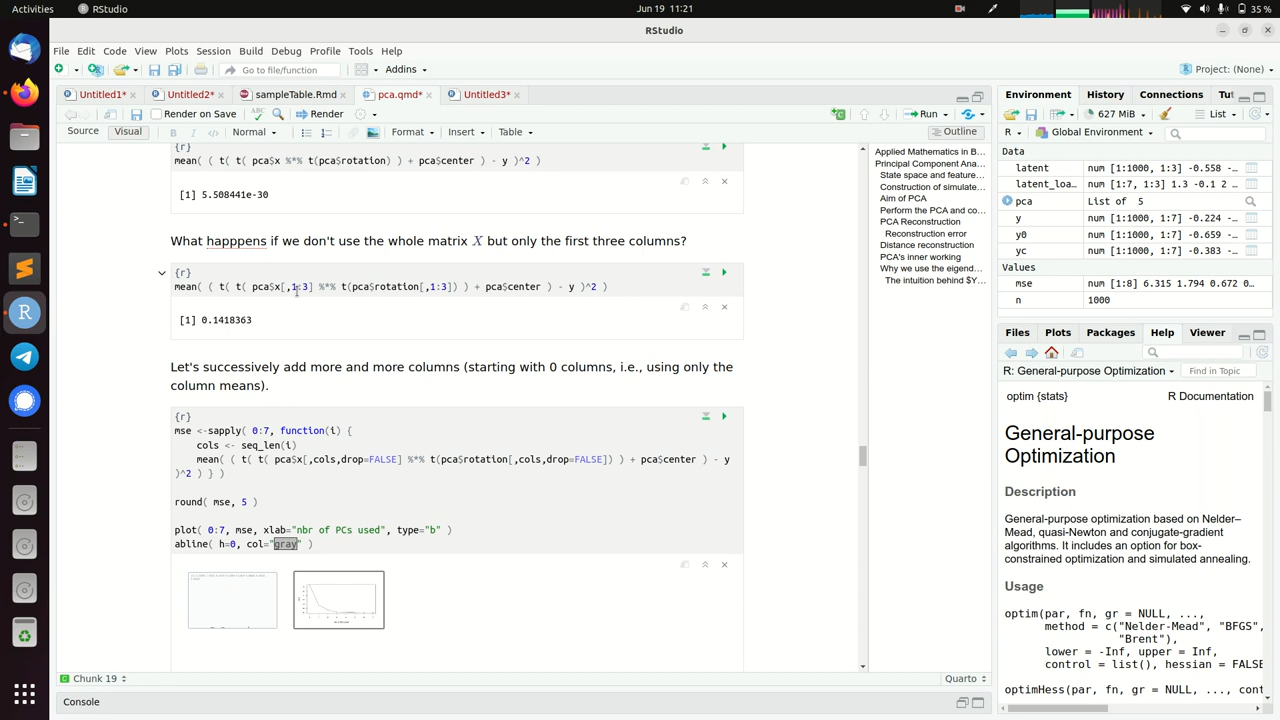 Activities
RStudio
Jun 19 11:21
35 %
RStudio
File Edit Code View Plots Session Build Debug Profile Tools Help
Go to file/function
Addins
Project: (None)
Untitled1*
Untitled2*
sampleTable.Rmd
pca.qmd*
Untitled3*
Render on Save
ABC
Render
Run
Source
Visual
B I </> Normal
Format
Insert
Table
Outline
{r}
mean( ( t( t( pca$x %*% t(pca$rotation) ) + pca$center ) - y )^2 )
[1] 5.508441e-30
What happpens if we don't use the whole matrix X but only the first three columns?
{r}
mean( ( t( t( pca$x[,1:3] %*% t(pca$rotation[,1:3]) ) + pca$center ) - y )^2 )
[1] 0.1418363
Let's successively add more and more columns (starting with 0 columns, i.e., using only the
column means).
{r}
mse <-sapply( 0:7, function(i) {
cols <- seq_len(i)
mean( ( t( t( pca$x[,cols,drop=FALSE] %*% t(pca$rotation[,cols,drop=FALSE]) ) + pca$center ) - y
)^2 ) } )
round( mse, 5 )
plot( 0:7, mse, xlab="nbr of PCs used", type="b" )
abline( h=0, col="gray" )
Chunk 19
Quarto
Console
Applied Mathematics in B...
Principal Component Ana...
State space and feature...
Construction of simulate...
Aim of PCA
Perform the PCA and co...
PCA Reconstruction
Reconstruction error
Distance reconstruction
PCA's inner working
Why we use the eigend...
The intuition behind $Y...
Environment
History
Connections
Tut
627 MiB
List
R
Global Environment
Data
latent num [1:1000, 1:3] -0.558 -…
latent_loa… num [1:7, 1:3] 1.3 -0.1 2 …
pca List of 5
y num [1:1000, 1:7] -0.224 -…
y0 num [1:1000, 1:7] -0.659 -…
yc num [1:1000, 1:7] -0.383 -…
Values
mse num [1:8] 6.315 1.794 0.672 0…
n 1000
Files
Plots
Packages
Help
Viewer
R: General-purpose Optimization
Find in Topic
optim {stats}
R Documentation
General-purpose
Optimization
Description
General-purpose optimization based on Nelder–
Mead, quasi-Newton and conjugate-gradient
algorithms. It includes an option for box-
constrained optimization and simulated annealing.
Usage
optim(par, fn, gr = NULL, ...,
method = c("Nelder-Mead", "BFGS",
"Brent"),
lower = -Inf, upper = Inf,
control = list(), hessian = FALSE
optimHess(par, fn, gr = NULL, ..., cont